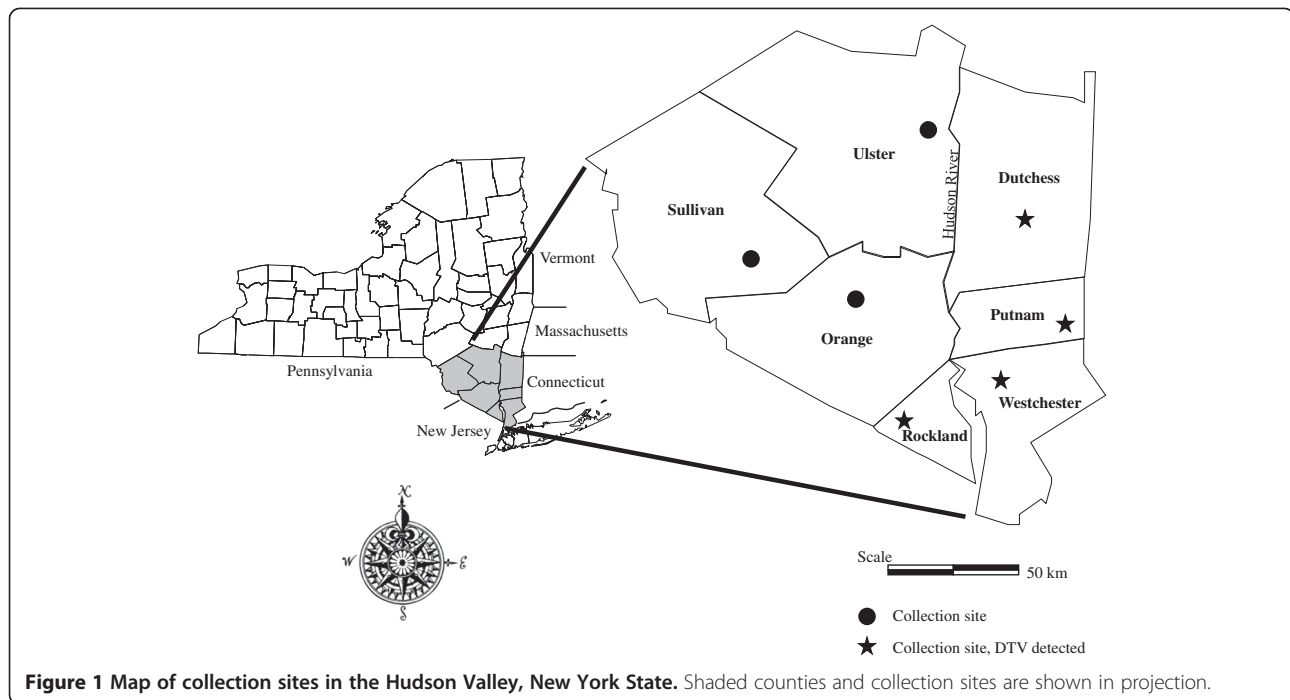 Vermont
Massachusetts
Pennsylvania
Connecticut
New Jersey
N
W
E
S
Ulster
Hudson River
Dutchess
Sullivan
Putnam
Orange
Westchester
Rockland
Scale
50 km
Collection site
Collection site, DTV detected
Figure 1 Map of collection sites in the Hudson Valley, New York State. Shaded counties and collection sites are shown in projection.